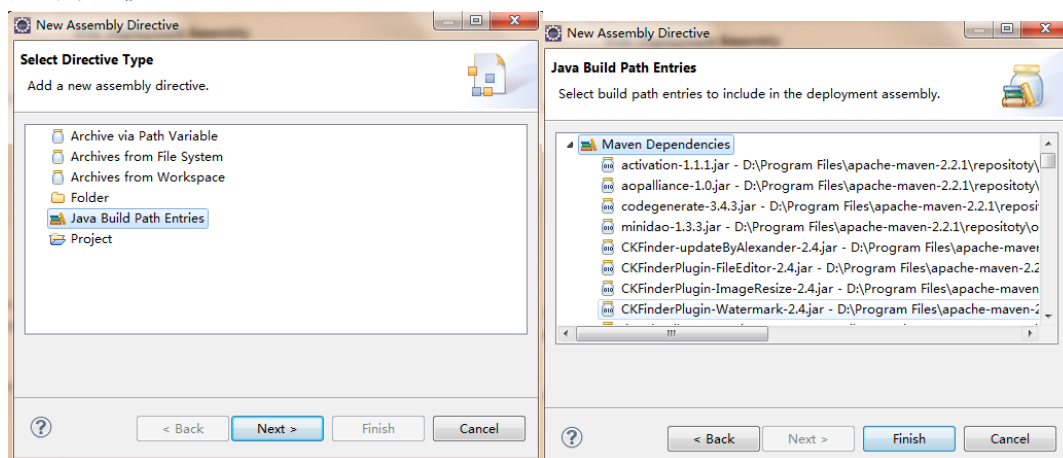 New Assembly Directive
Select Directive Type
Add a new assembly directive.
Archive via Path Variable
Archives from File System
Archives from Workspace
Folder
Java Build Path Entries
Project
< Back
Next >
Finish
Cancel
New Assembly Directive
Java Build Path Entries
Select build path entries to include in the deployment assembly.
Maven Dependencies
activation-1.1.1.jar - D:\Program Files\apache-maven-2.2.1\repositoty\
aopalliance-1.0.jar - D:\Program Files\apache-maven-2.2.1\repositoty\
codegenerate-3.4.3.jar - D:\Program Files\apache-maven-2.2.1\reposi
minidao-1.3.3.jar - D:\Program Files\apache-maven-2.2.1\repositoty\o
CKFinder-updateByAlexander-2.4.jar - D:\Program Files\apache-maven
CKFinderPlugin-FileEditor-2.4.jar - D:\Program Files\apache-maven-2.2
CKFinderPlugin-ImageResize-2.4.jar - D:\Program Files\apache-maven
CKFinderPlugin-Watermark-2.4.jar - D:\Program Files\apache-maven-2
< Back
Next >
Finish
Cancel